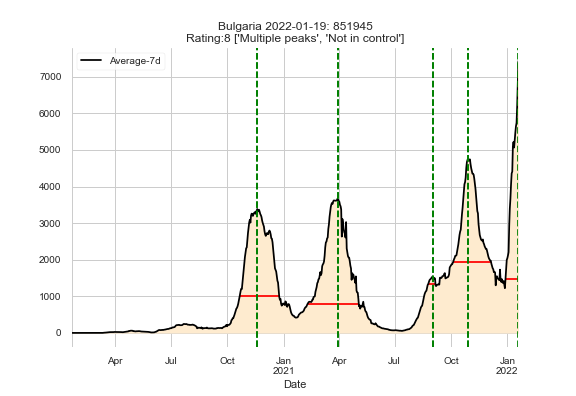 Bulgaria 2022-01-19: 851945
Rating:8 ['Multiple peaks', 'Not in control']
Average-7d
7000
6000
5000
4000
3000
2000
1000
0
Apr Jul Oct Jan Apr Jul Oct Jan
2021 2022
Date